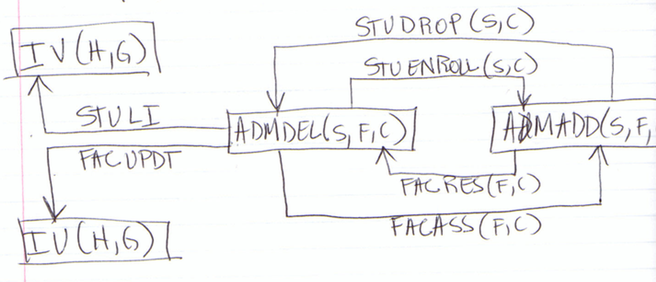 STUDROP(S,C)
IV(H,G)
STUENROLL(S,C)
STULI
ADMDEL(S,F,C)
ADMADD(S,F,
FACUPDT
FACRES(F,C)
FACASS(F,C)
IV(H,G)